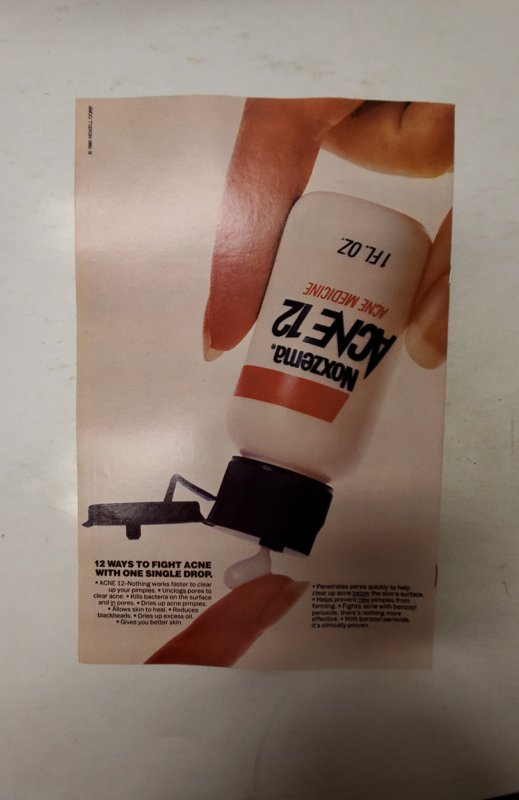 © 1985 NOXELL CORP.
1 FL. OZ.
ACNE MEDICINE
ACNE 12
Noxzema.
12 WAYS TO FIGHT ACNE
WITH ONE SINGLE DROP.
• ACNE 12-Nothing works faster to clear
up your pimples. • Unclogs pores to
clear acne. • Kills bacteria on the surface
and in pores. • Dries up acne pimples.
• Allows skin to heal. • Reduces
blackheads. • Dries up excess oil.
• Gives you better skin.
• Penetrates pores quickly to help
clear up acne below the skin's surface.
• Helps prevent new pimples from
forming. • Fights acne with benzoyl
peroxide, there's nothing more
effective. • With benzoyl peroxide,
it's clinically proven.